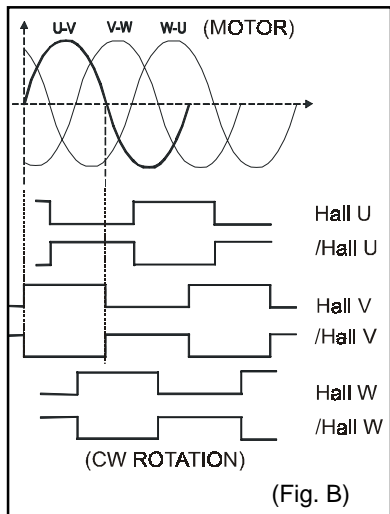 U-V V-W W-U (MOTOR)
Hall U
/Hall U
Hall V
/Hall V
Hall W
/Hall W
(CW ROTATION)
(Fig. B)